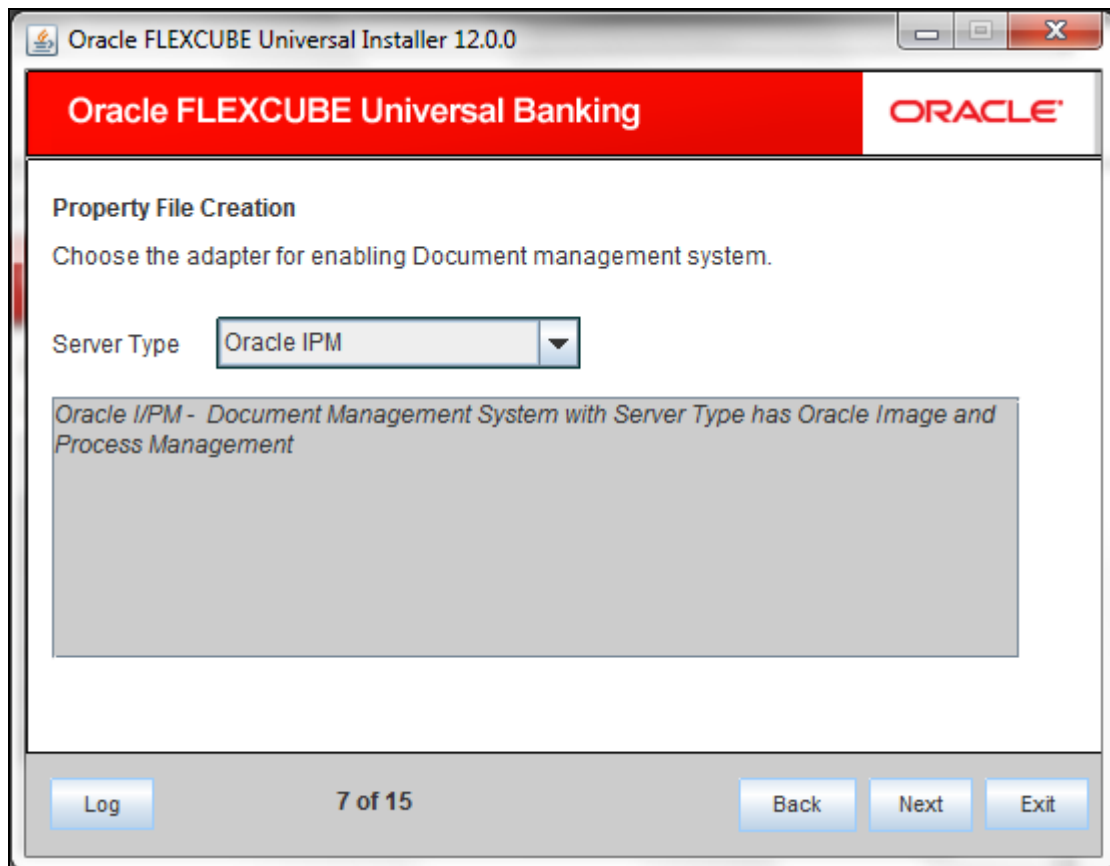 Oracle FLEXCUBE Universal Installer 12.0.0
Oracle FLEXCUBE Universal Banking
ORACLE
Property File Creation
Choose the adapter for enabling Document management system.
Server Type Oracle IPM
Oracle I/PM - Document Management System with Server Type has Oracle Image and
Process Management
Log 7 of 15 Back Next Exit